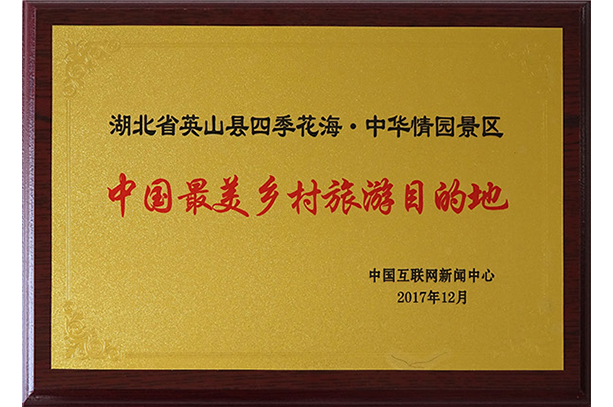 湖北省英山县四季花海·中华情园景区
中国最美乡村旅游目的地
中国互联网新闻中心
2017年12月